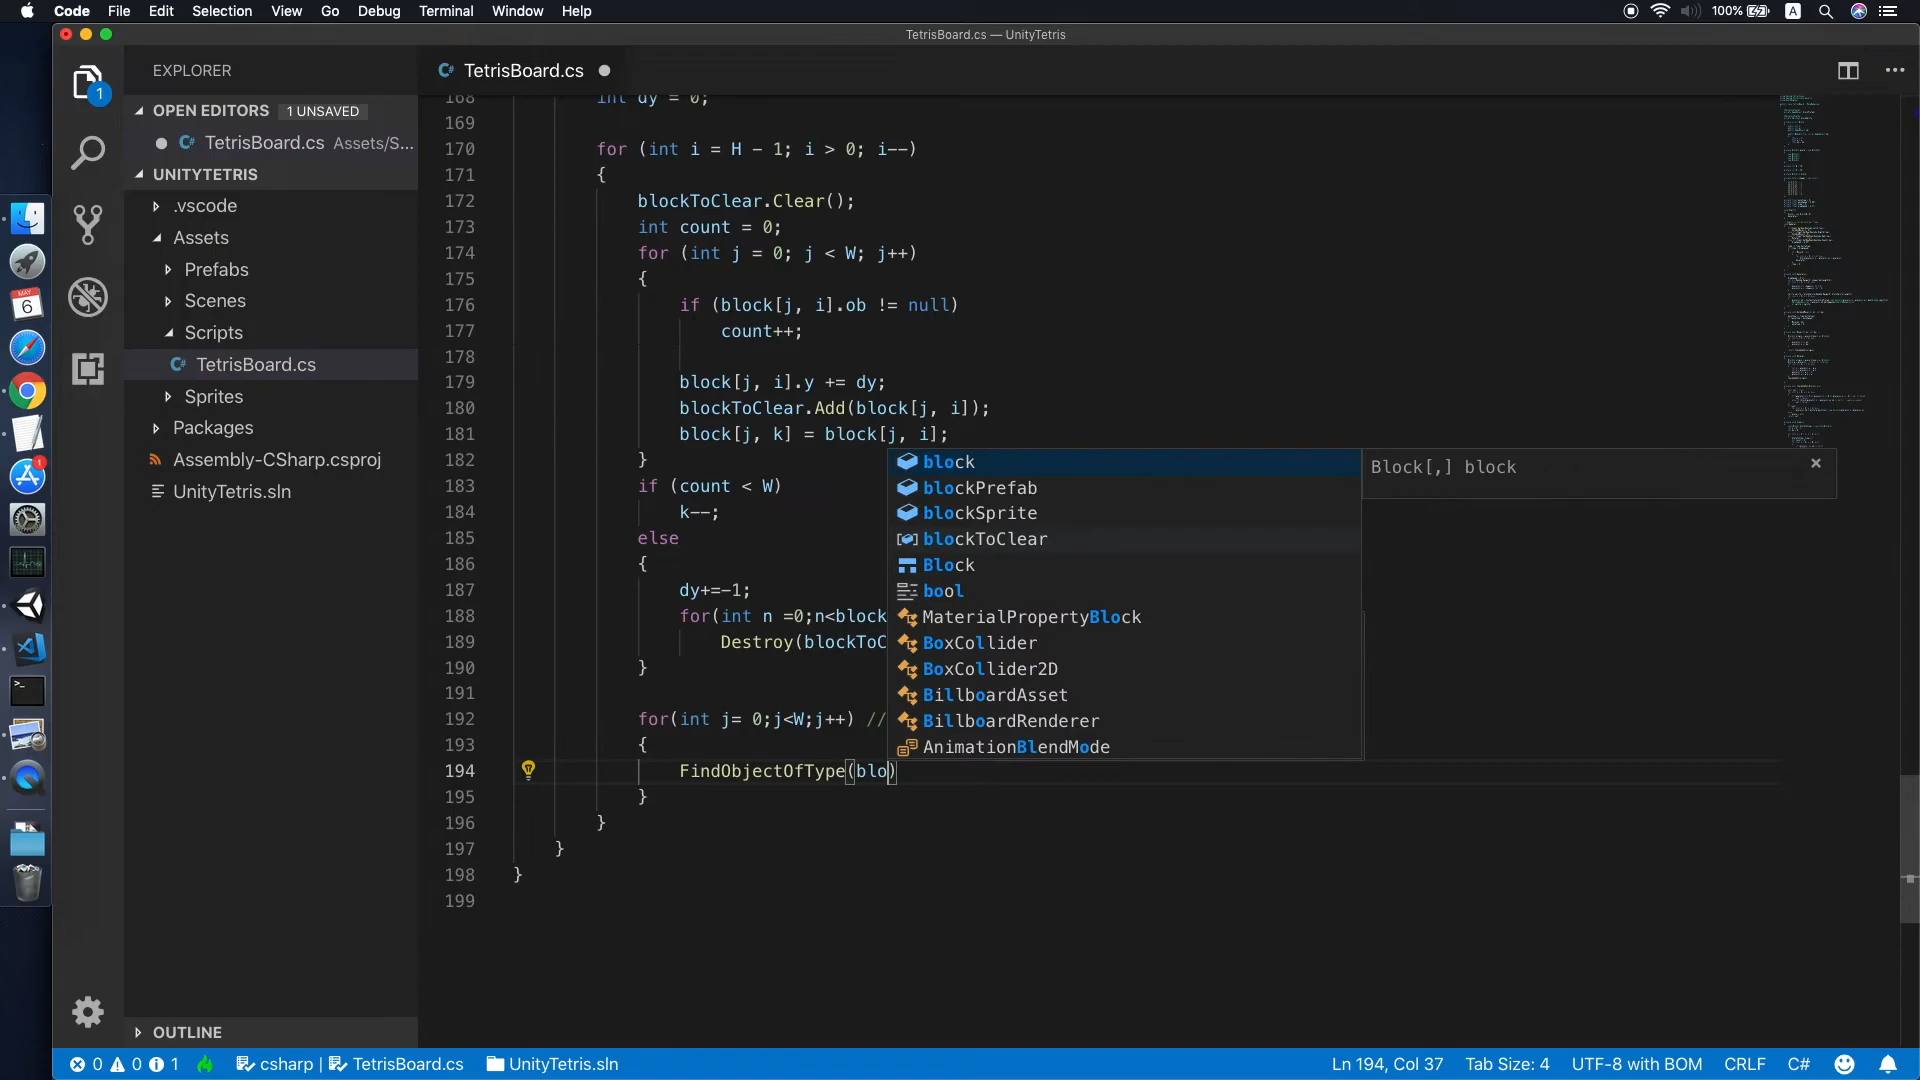 Code File Edit Selection View Go Debug Terminal Window Help 100% A
TetrisBoard.cs — UnityTetris
EXPLORER
TetrisBoard.cs
1
OPEN EDITORS 1 UNSAVED
TetrisBoard.cs Assets/S...
UNITYTETRIS
.vscode
Assets
Prefabs
Scenes
Scripts
C# TetrisBoard.cs
Sprites
Packages
Assembly-CSharp.csproj
UnityTetris.sln
OUTLINE
MAY
6
1
168 int dy = 0;
169
170 for (int i = H - 1; i > 0; i--)
171 {
172 blockToClear.Clear();
173 int count = 0;
174 for (int j = 0; j < W; j++)
175 {
176 if (block[j, i].ob != null)
177 count++;
178
179 block[j, i].y += dy;
180 blockToClear.Add(block[j, i]);
181 block[j, k] = block[j, i];
182 }
183 if (count < W)
184 k--;
185 else
186 {
187 dy+=-1;
188 for(int n =0;n<block
189 Destroy(blockToC
190 }
191
192 for(int j= 0;j<W;j++) //
193 {
194 FindObjectOfType(blo)
195 }
196 }
197 }
198 }
199
block
blockPrefab
blockSprite
blockToClear
Block
bool
MaterialPropertyBlock
BoxCollider
BoxCollider2D
BillboardAsset
BillboardRenderer
AnimationBlendMode
Block[,] block
0 0 1 csharp | TetrisBoard.cs UnityTetris.sln Ln 194, Col 37 Tab Size: 4 UTF-8 with BOM CRLF C#